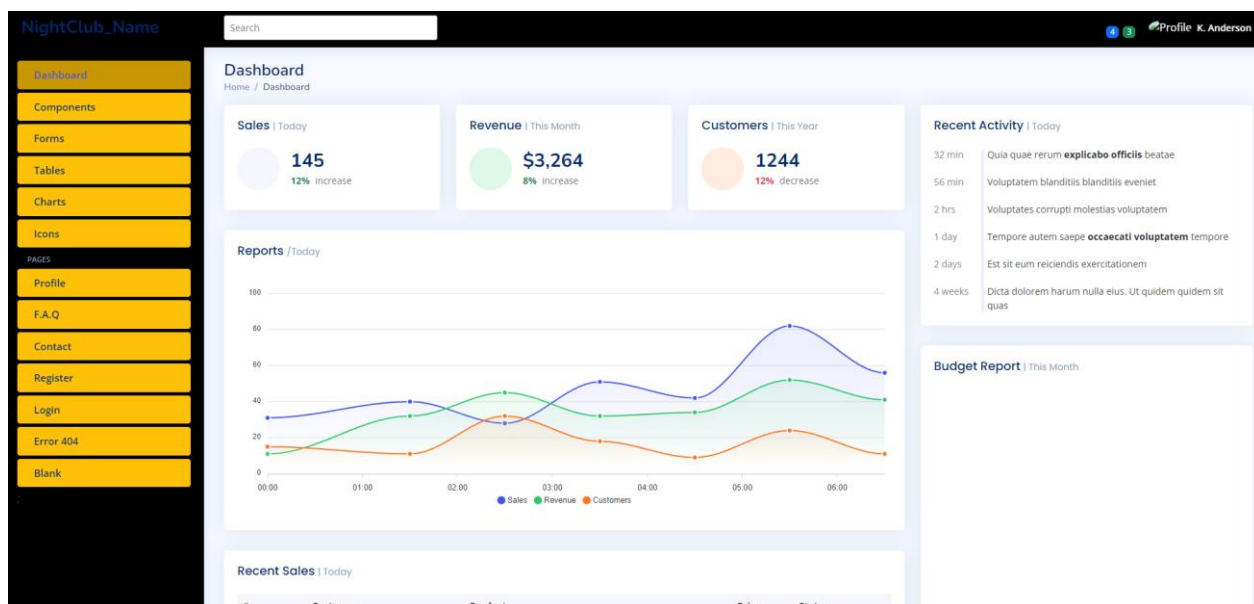 NightClub_Name
Search
4 3 Profile K. Anderson
Dashboard
Components
Forms
Tables
Charts
Icons
PAGES
Profile
F.A.Q
Contact
Register
Login
Error 404
Blank
Dashboard
Home / Dashboard
Sales | Today
145
12% increase
Revenue | This Month
$3,264
8% increase
Customers | This Year
1244
12% decrease
Reports /Today
100
80
60
40
20
0
00:00 01:00 02:00 03:00 04:00 05:00 06:00
Sales Revenue Customers
Recent Sales | Today
Recent Activity | Today
32 min Quia quae rerum explicabo officiis beatae
56 min Voluptatem blanditiis blanditiis eveniet
2 hrs Voluptates corrupti molestias voluptatem
1 day Tempore autem saepe occaecati voluptatem tempore
2 days Est sit eum reiciendis exercitationem
4 weeks Dicta dolorem harum nulla eius. Ut quidem quidem sit
quas
Budget Report | This Month